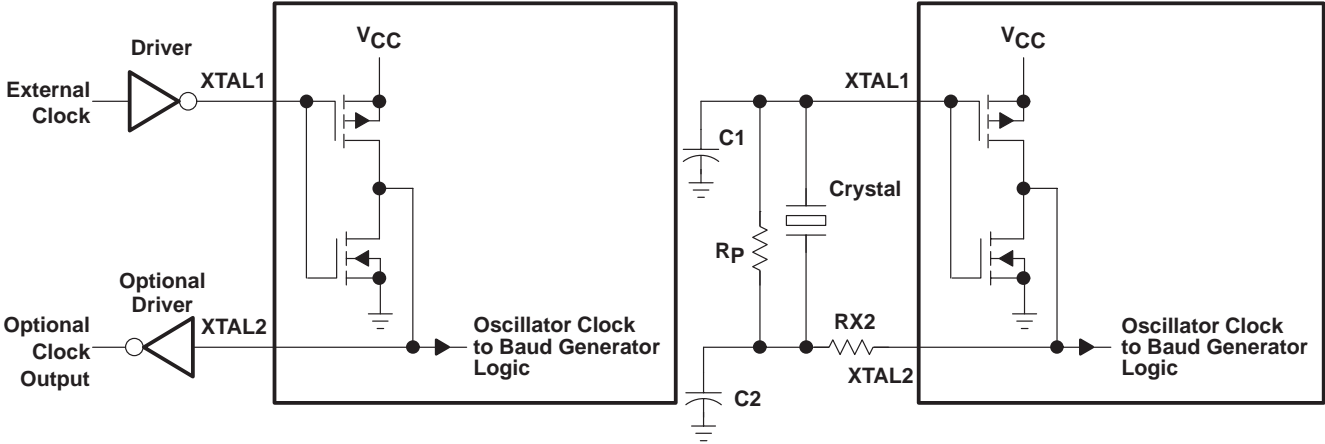 Driver
VCC
External
Clock
XTAL1
Optional
Driver
Optional
Clock
Output
XTAL2
Oscillator Clock
to Baud Generator
Logic
VCC
XTAL1
C1
Crystal
RP
RX2
XTAL2
C2
Oscillator Clock
to Baud Generator
Logic